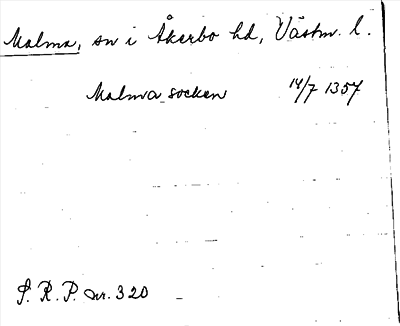 Malma, sn i Åkerbo hd, Västm. l.
Malma socken 14/7 1357
S. R. P. nr. 320